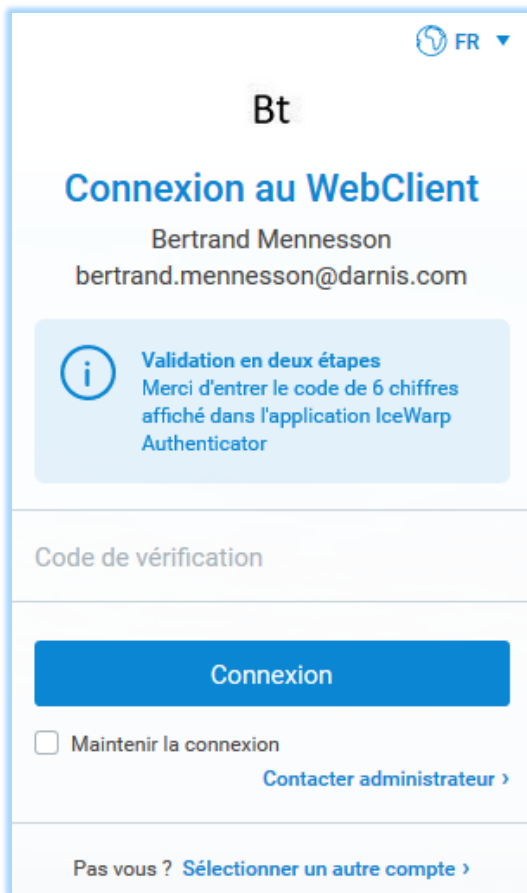 FR
Bt
Connexion au WebClient
Bertrand Mennesson
bertrand.mennesson@darnis.com
Validation en deux étapes
Merci d'entrer le code de 6 chiffres
affiché dans l'application IceWarp
Authenticator
Code de vérification
Connexion
Maintenir la connexion
Contacter administrateur ›
Pas vous ? Sélectionner un autre compte ›